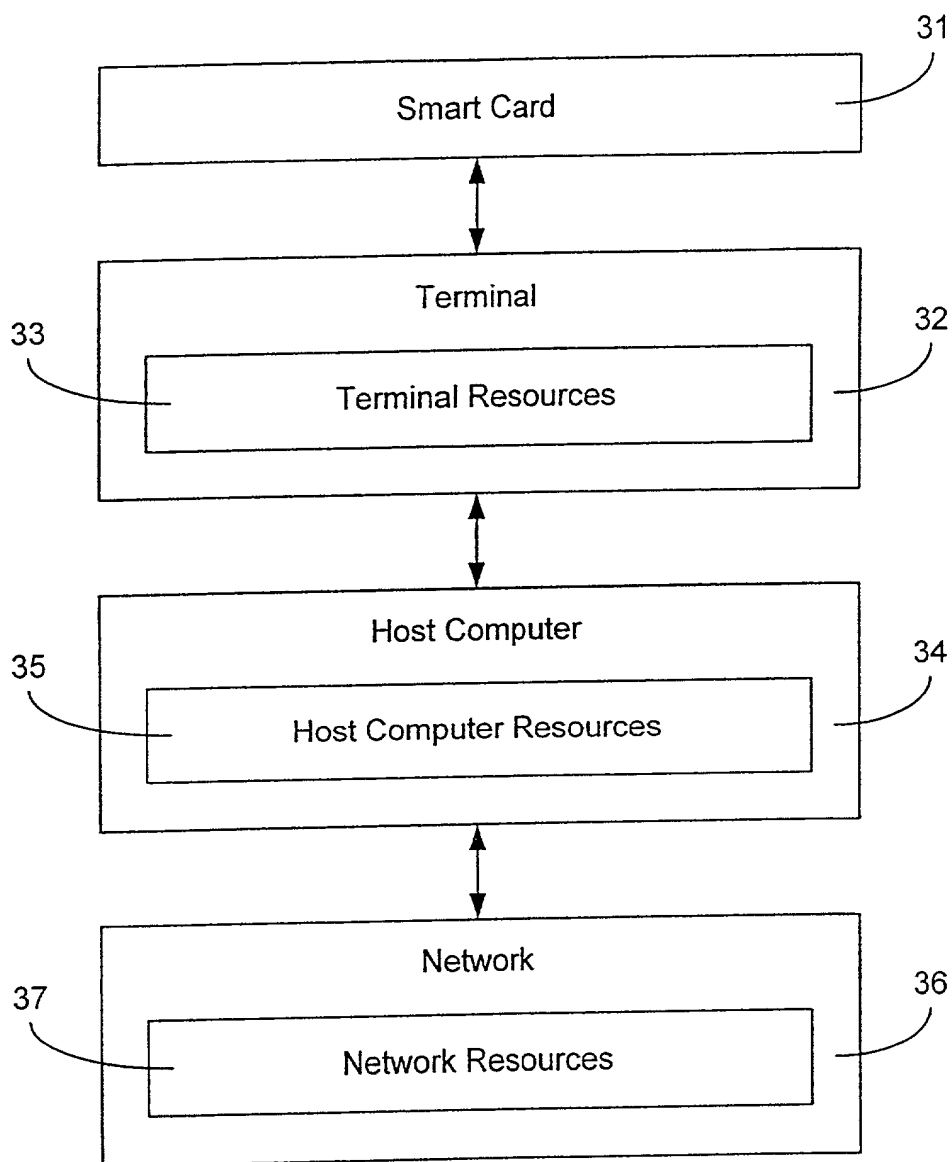 31
Smart Card
Terminal
33
32
Terminal Resources
Host Computer
35
34
Host Computer Resources
Network
37
36
Network Resources